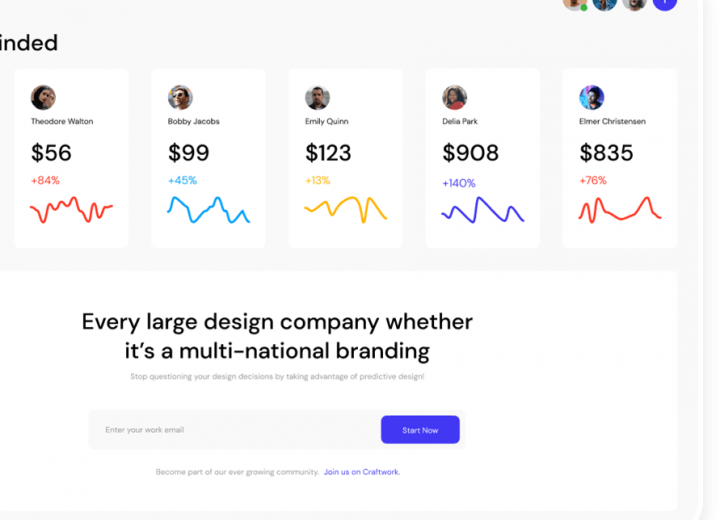 inded
Theodore Walton
Bobby Jacobs
Emily Quinn
Delia Park
Elmer Christensen
$56
$99
$123
$908
$835
+84%
+45%
+13%
+140%
+76%
Every large design company whether
it’s a multi-national branding
Stop questioning your design decisions by taking advantage of predictive design!
Enter your work email
Start Now
Become part of our ever growing community. Join us on Craftwork.